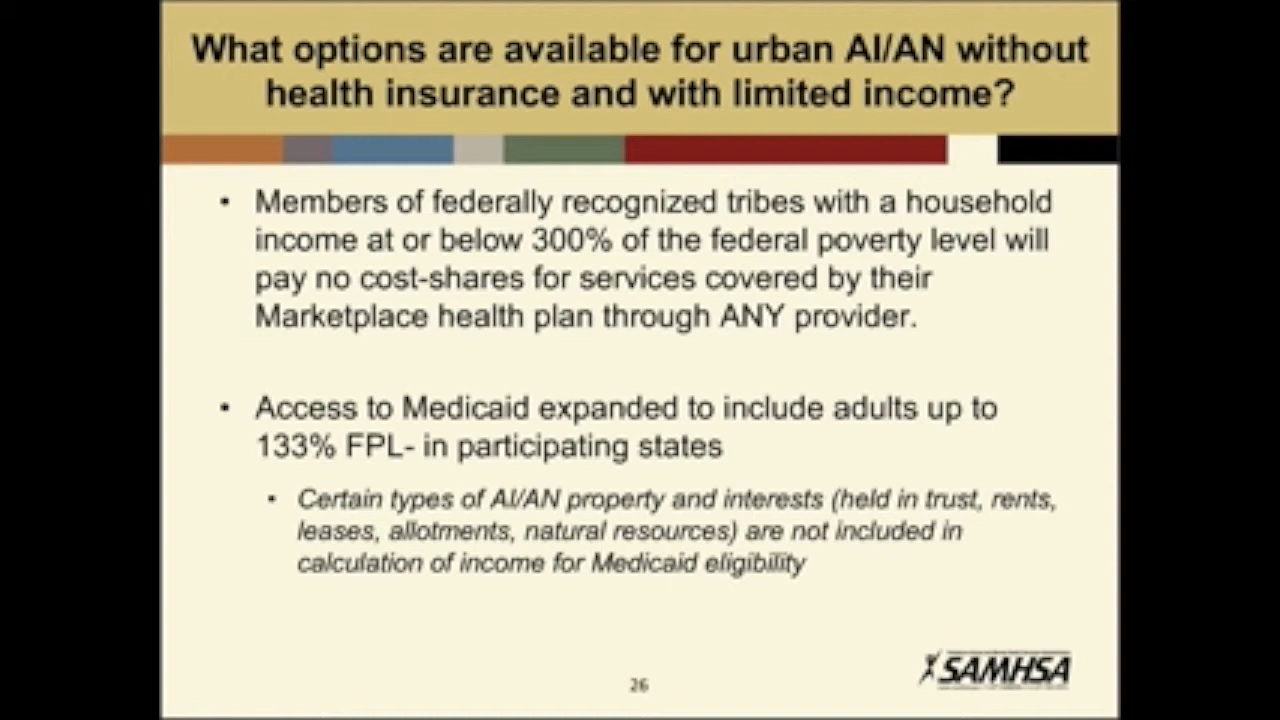 What options are available for urban AI/AN without
health insurance and with limited income?
• Members of federally recognized tribes with a household
income at or below 300% of the federal poverty level will
pay no cost-shares for services covered by their
Marketplace health plan through ANY provider.
• Access to Medicaid expanded to include adults up to
133% FPL- in participating states
• Certain types of AI/AN property and interests (held in trust, rents,
leases, allotments, natural resources) are not included in
calculation of income for Medicaid eligibility
26
SAMHSA